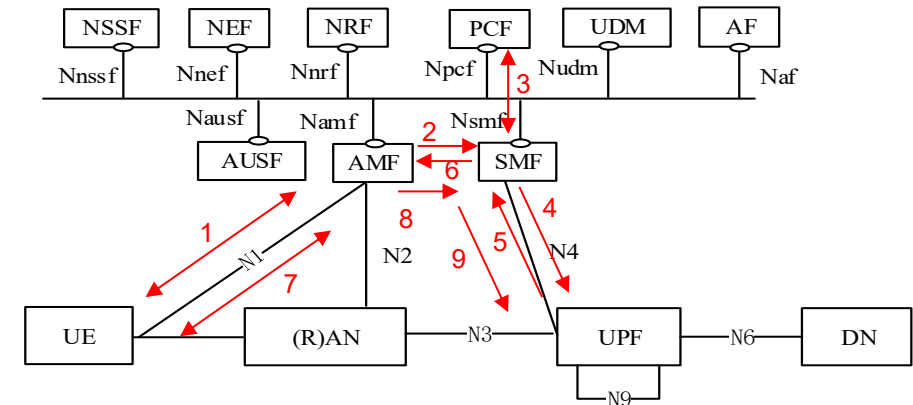 NSSF NEF NRF PCF UDM AF
Nnssf Nnef Nnrf Npcf 3 Nudm Naf
Nausf Namf 2 Nsmf
AUSF AMF 6 SMF
1 8 4
N1 7 N2 9 5 N4
UE (R)AN N3 UPF N6 DN
N9